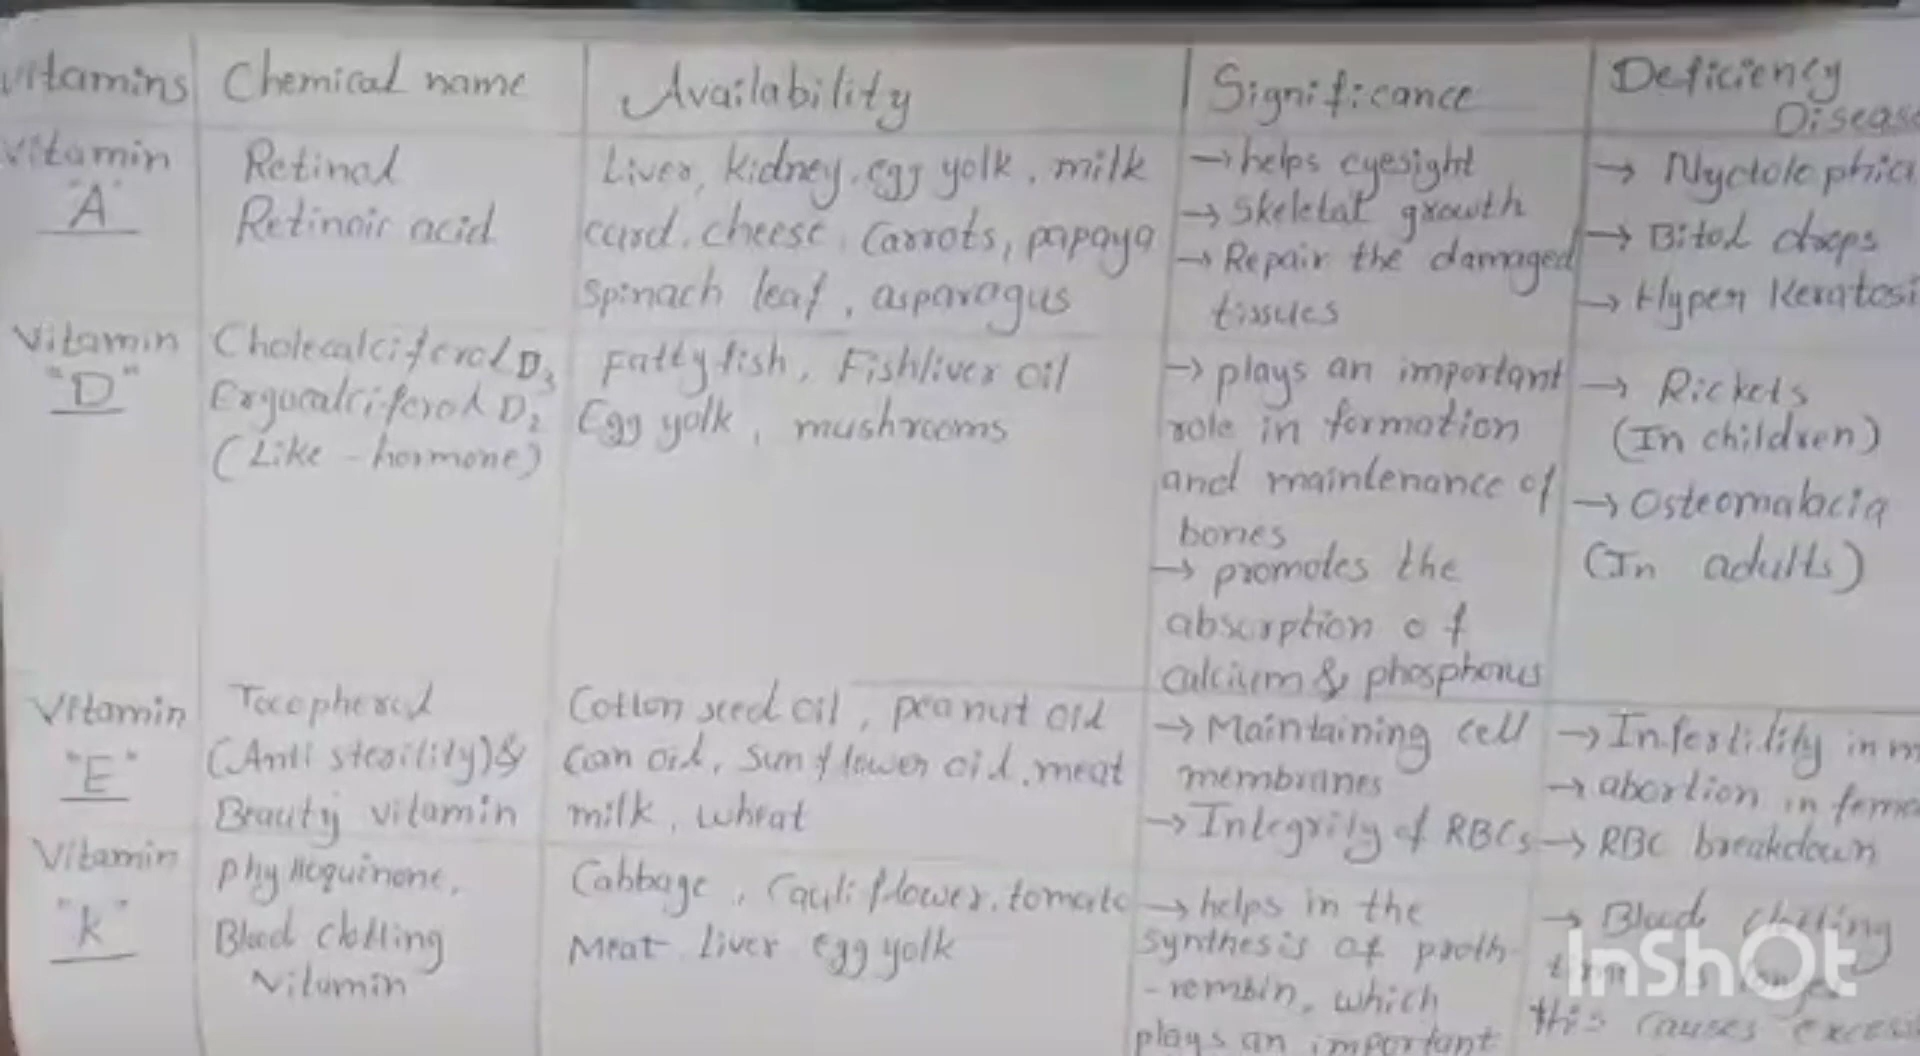 Vitamins
Chemical name
Availability
Significance
Deficiency
Disease
Vitamin
"A"
Retinal
Retinoic acid
Liver, kidney, egg yolk, milk
curd, cheese, Carrots, papaya
spinach leaf, asparagus
→ helps eyesight
→ Skeletal growth
→ Repair the damaged
tissues
→ Nyctolophia
→ Bitol drops
→ Hyper Keratosi
Vitamin
"D"
Cholecalciferol D3
Ergocalciferol D2
(Like - hormone)
Fatty fish, Fishliver oil
Egg yolk, mushrooms
→ plays an important
role in formation
and maintenance of
bones
→ promotes the
absorption of
calcium & phosphorus
→ Rickets
(In children)
→ Osteomalacia
(In adults)
Vitamin
"E"
Tocopherol
(Anti sterility) &
Beauty vitamin
Cotton seed oil, peanut oil
Corn oil, Sunflower oil, meat
milk, wheat
→ Maintaining cell
membranes
→ Integrity of RBCs
→ Infertility in m
→ abortion in fema
→ RBC breakdown
Vitamin
"K"
phylloquinone,
Blood clotting
Vitamin
Cabbage, Cauliflower, tomato
Meat Liver egg yolk
→ helps in the
synthesis of proth-
-rombin, which
plays an important
→ Blood clotting
this causes excess
InShOt